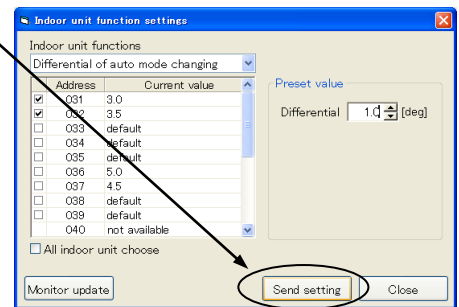 Indoor unit function settings
Indoor unit functions
Differential of auto mode changing
Address Current value
031 3.0
032 3.5
033 default
034 default
035 default
036 5.0
037 4.5
038 default
039 default
040 not available
All indoor unit choose
Preset value
Differential 1.0 [deg]
Monitor update
Send setting
Close